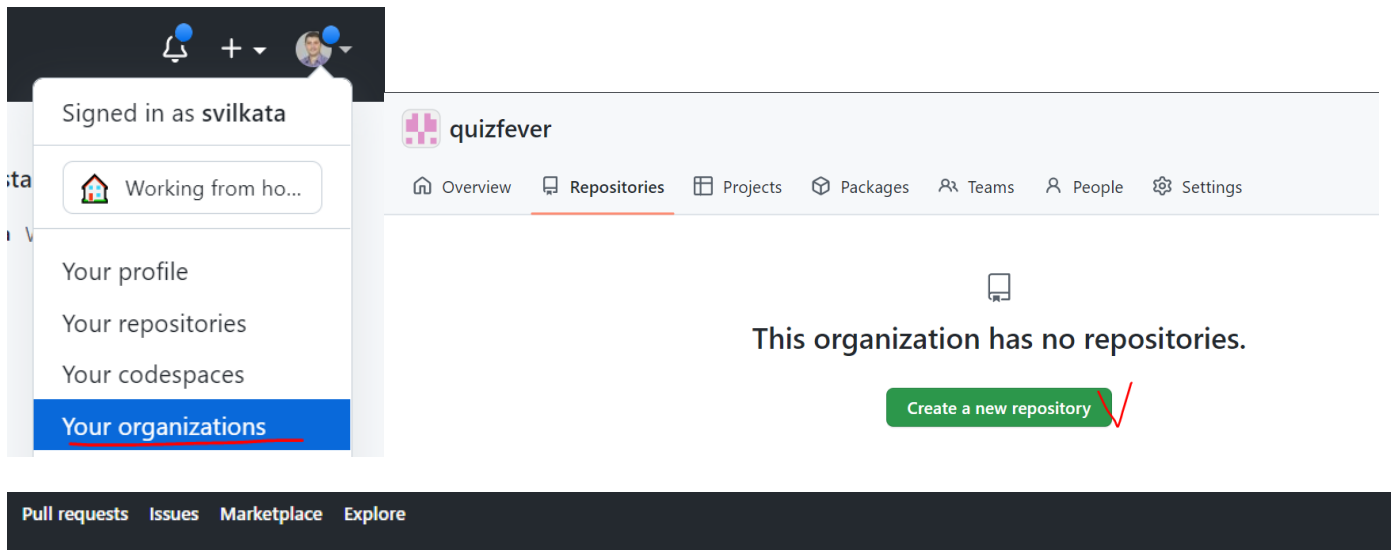 Signed in as svilkata
Working from ho...
Your profile
Your repositories
Your codespaces
Your organizations
quizfever
Overview Repositories Projects Packages Teams People Settings
This organization has no repositories.
Create a new repository
Pull requests Issues Marketplace Explore